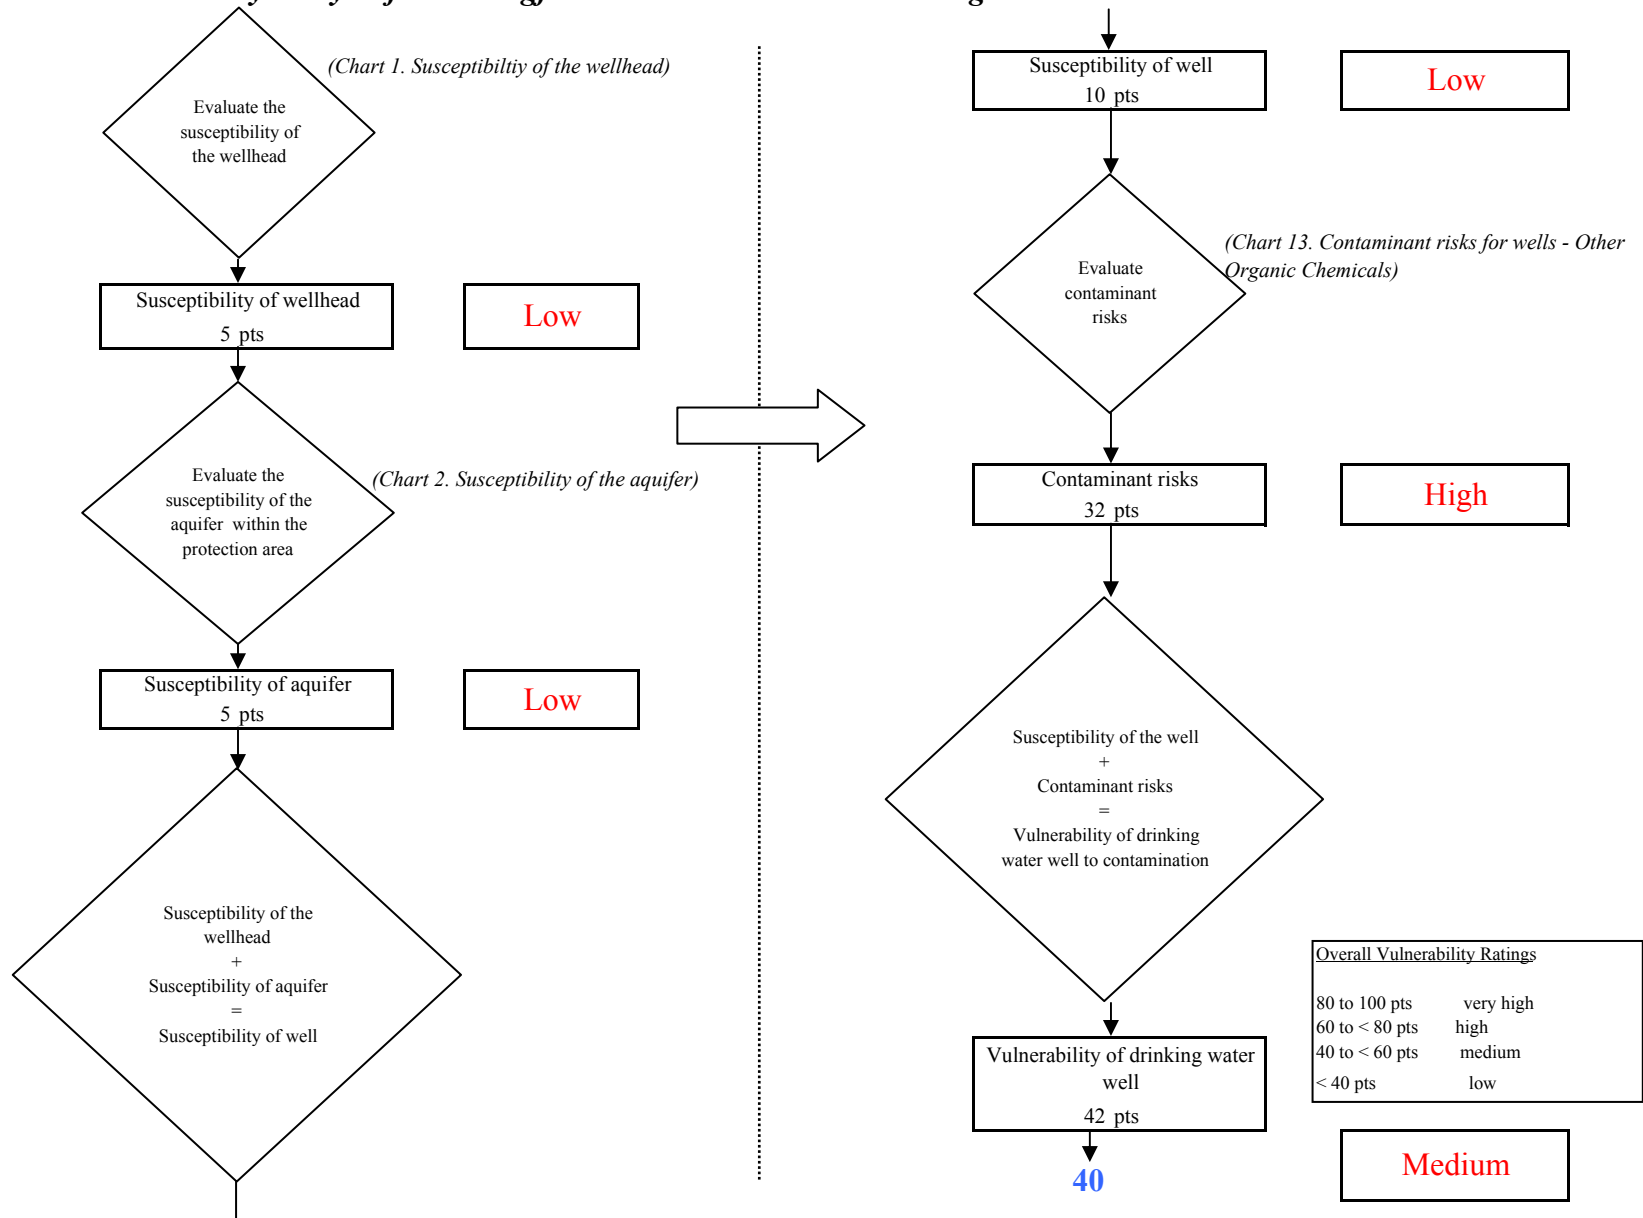 (Chart 1. Susceptibiltiy of the wellhead)
Evaluate the
susceptibility of
the wellhead
Susceptibility of wellhead
5 pts
Low
(Chart 2. Susceptibility of the aquifer)
Evaluate the
susceptibility of the
aquifer within the
protection area
Susceptibility of aquifer
5 pts
Low
Susceptibility of the
wellhead
+
Susceptibility of aquifer
=
Susceptibility of well
Susceptibility of well
10 pts
Low
(Chart 13. Contaminant risks for wells - Other
Organic Chemicals)
Evaluate
contaminant
risks
Contaminant risks
32 pts
High
Susceptibility of the well
+
Contaminant risks
=
Vulnerability of drinking
water well to contamination
Overall Vulnerability Ratings
80 to 100 pts very high
60 to < 80 pts high
40 to < 60 pts medium
< 40 pts low
Vulnerability of drinking water
well
42 pts
40
Medium